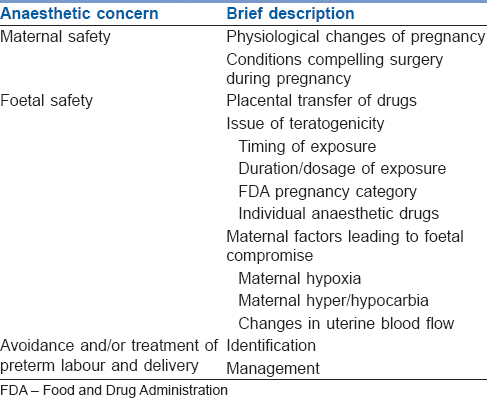 Anaesthetic concern Brief description
Maternal safety Physiological changes of pregnancy
Conditions compelling surgery
during pregnancy
Foetal safety Placental transfer of drugs
Issue of teratogenicity
Timing of exposure
Duration/dosage of exposure
FDA pregnancy category
Individual anaesthetic drugs
Maternal factors leading to foetal
compromise
Maternal hypoxia
Maternal hyper/hypocarbia
Changes in uterine blood flow
Avoidance and/or treatment of Identification
preterm labour and delivery Management
FDA – Food and Drug Administration